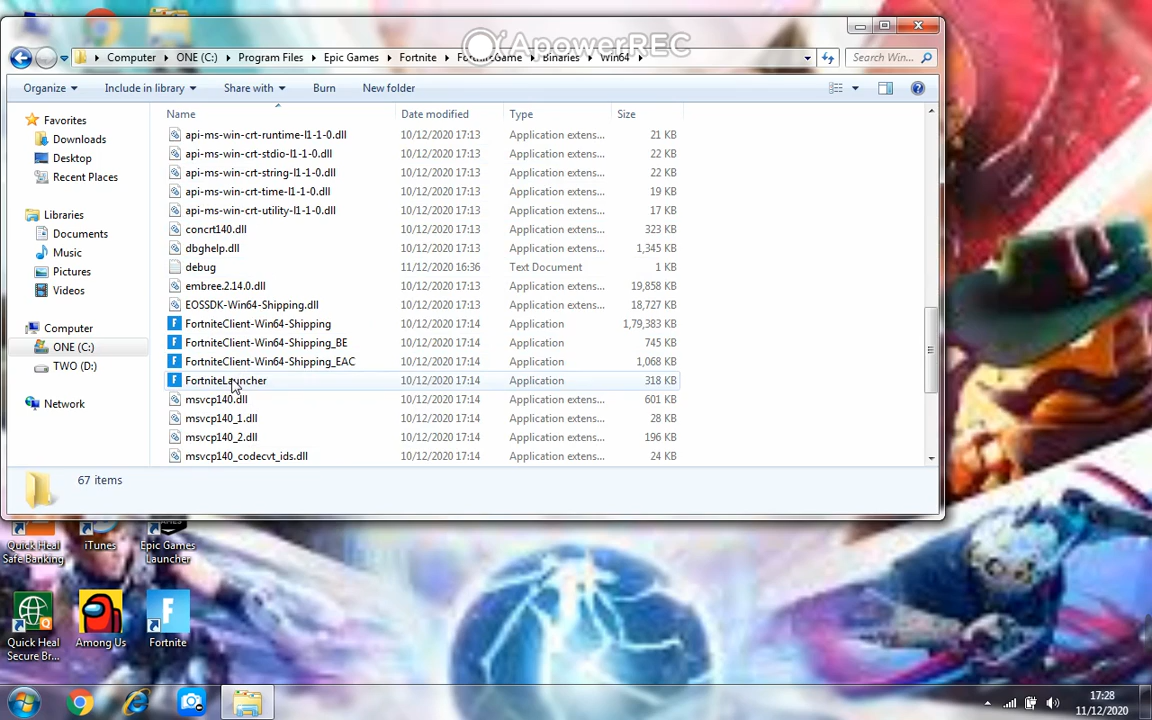 ApowerREC
Computer ONE (C:) Program Files Epic Games Fortnite FortniteGame Binaries Win64
Search Win...
Organize Include in library Share with Burn New folder
Name Date modified Type Size
Favorites
Downloads
Desktop
Recent Places
Libraries
Documents
Music
Pictures
Videos
Computer
ONE (C:)
TWO (D:)
Network
api-ms-win-crt-runtime-l1-1-0.dll 10/12/2020 17:13 Application extens... 21 KB
api-ms-win-crt-stdio-l1-1-0.dll 10/12/2020 17:13 Application extens... 22 KB
api-ms-win-crt-string-l1-1-0.dll 10/12/2020 17:13 Application extens... 22 KB
api-ms-win-crt-time-l1-1-0.dll 10/12/2020 17:13 Application extens... 19 KB
api-ms-win-crt-utility-l1-1-0.dll 10/12/2020 17:13 Application extens... 17 KB
concrt140.dll 10/12/2020 17:13 Application extens... 323 KB
dbghelp.dll 10/12/2020 17:13 Application extens... 1,345 KB
debug 11/12/2020 16:36 Text Document 1 KB
embree.2.14.0.dll 10/12/2020 17:13 Application extens... 19,858 KB
EOSSDK-Win64-Shipping.dll 10/12/2020 17:13 Application extens... 18,727 KB
FortniteClient-Win64-Shipping 10/12/2020 17:14 Application 1,79,383 KB
FortniteClient-Win64-Shipping_BE 10/12/2020 17:14 Application 745 KB
FortniteClient-Win64-Shipping_EAC 10/12/2020 17:14 Application 1,068 KB
FortniteLauncher 10/12/2020 17:14 Application 318 KB
msvcp140.dll 10/12/2020 17:14 Application extens... 601 KB
msvcp140_1.dll 10/12/2020 17:14 Application extens... 28 KB
msvcp140_2.dll 10/12/2020 17:14 Application extens... 196 KB
msvcp140_codecvt_ids.dll 10/12/2020 17:14 Application extens... 24 KB
67 items
Quick Heal
Safe Banking
iTunes
Epic Games
Launcher
Quick Heal
Secure Br...
Among Us
Fortnite
17:28
11/12/2020